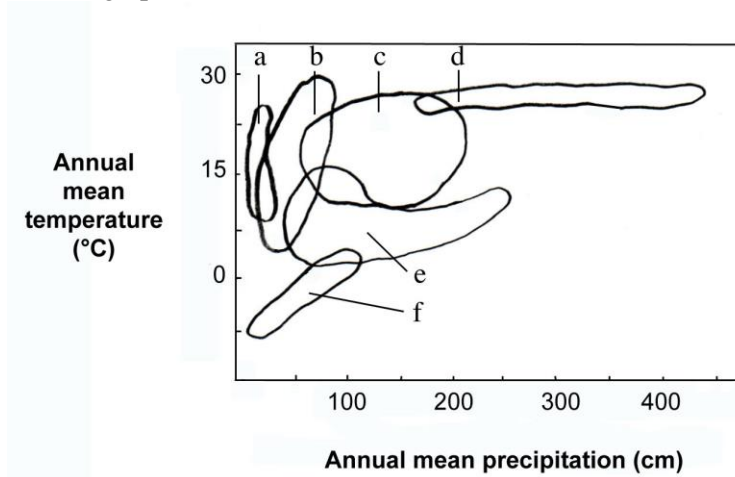 a b c d
30
15
0
Annual
mean
temperature
(°C)
e
f
100 200 300 400
Annual mean precipitation (cm)